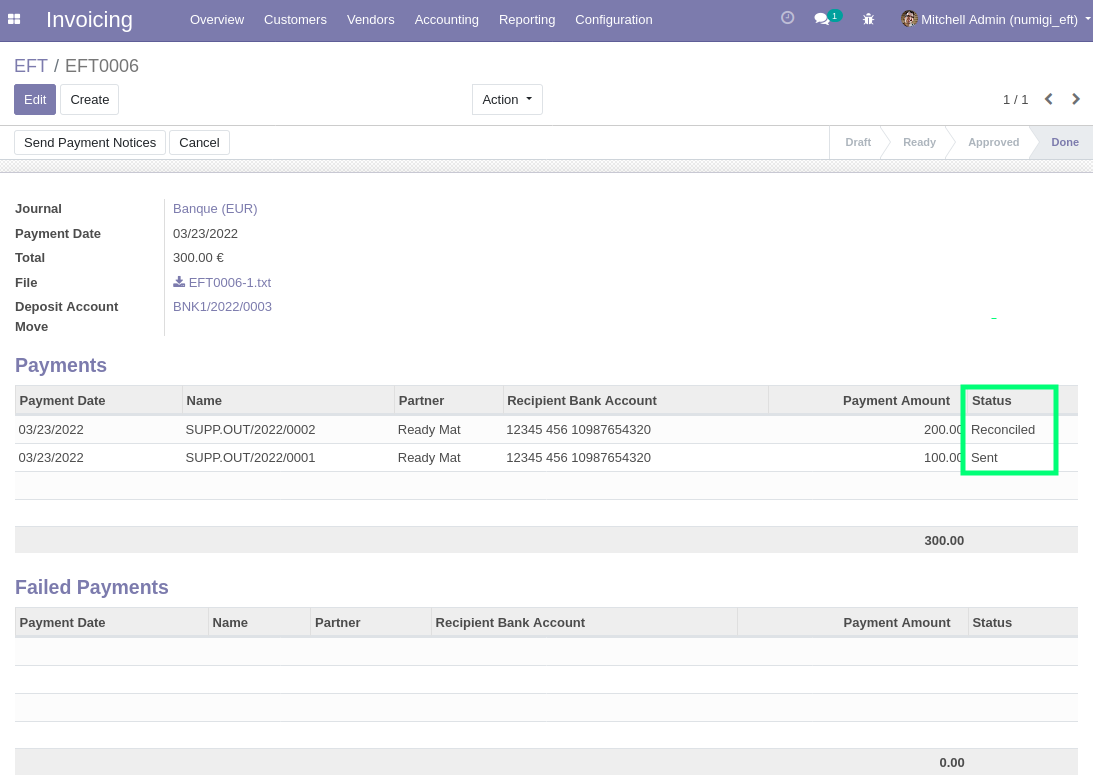 Invoicing Overview Customers Vendors Accounting Reporting Configuration 1 Mitchell Admin (numigi_eft)
EFT / EFT0006
Edit Create Action 1 / 1
Send Payment Notices Cancel Draft Ready Approved Done
Journal Banque (EUR)
Payment Date 03/23/2022
Total 300.00 €
File EFT0006-1.txt
Deposit Account BNK1/2022/0003
Move
Payments
Payment Date Name Partner Recipient Bank Account Payment Amount Status
03/23/2022 SUPP.OUT/2022/0002 Ready Mat 12345 456 10987654320 200.00 Reconciled
03/23/2022 SUPP.OUT/2022/0001 Ready Mat 12345 456 10987654320 100.00 Sent
300.00
Failed Payments
Payment Date Name Partner Recipient Bank Account Payment Amount Status
0.00